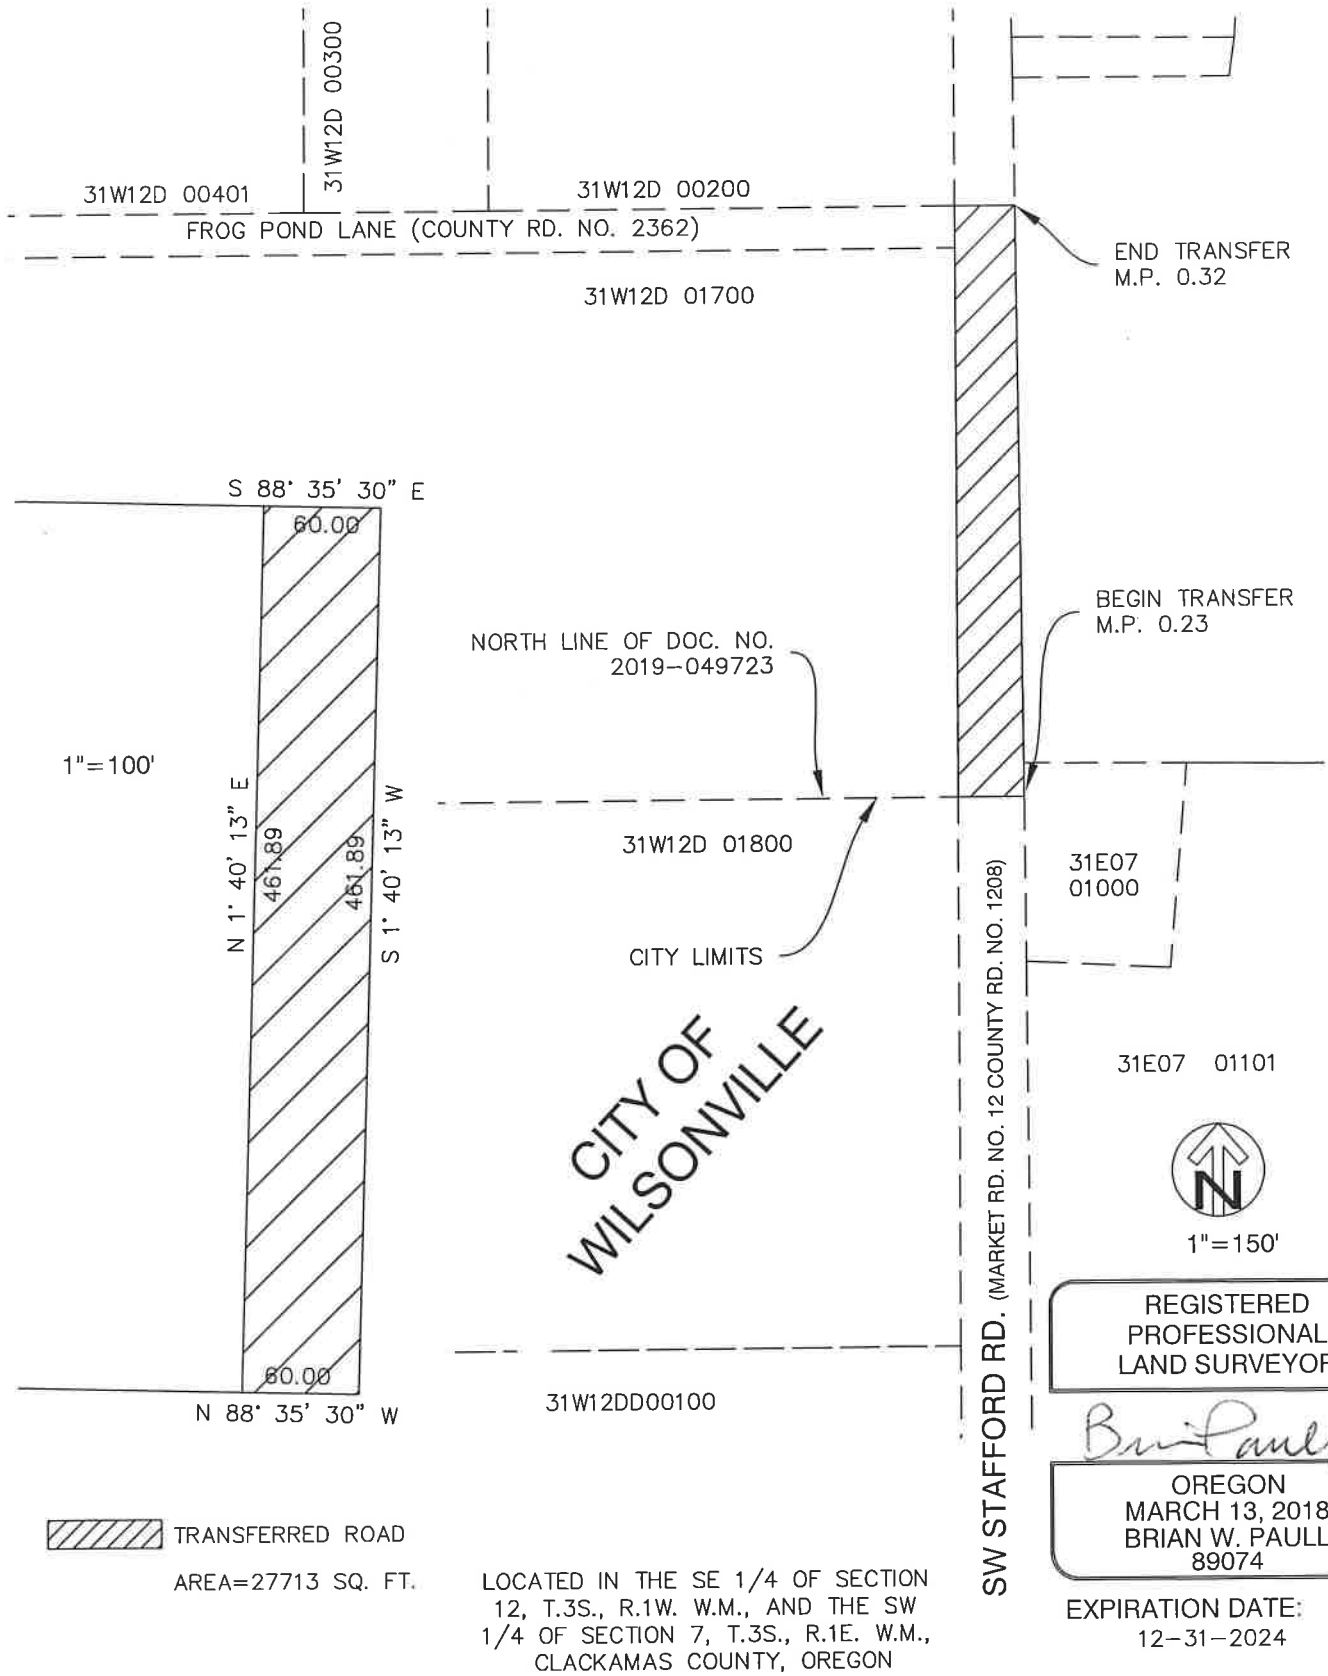 31W12D 00300
31W12D 00401
31W12D 00200
FROG POND LANE (COUNTY RD. NO. 2362)
END TRANSFER
M.P. 0.32
31W12D 01700
S 88° 35' 30" E
60.00
BEGIN TRANSFER
M.P. 0.23
NORTH LINE OF DOC. NO.
2019-049723
1"=100'
N 1° 40' 13" E
461.89
461.89
S 1° 40' 13" W
31W12D 01800
31E07
01000
CITY LIMITS
CITY OF
WILSONVILLE
31E07 01101
N
1"=150'
SW STAFFORD RD. (MARKET RD. NO. 12 COUNTY RD. NO. 1208)
60.00
N 88° 35' 30" W
31W12DD00100
REGISTERED
PROFESSIONAL
LAND SURVEYOR
OREGON
MARCH 13, 2018
BRIAN W. PAULL
89074
EXPIRATION DATE:
12-31-2024
TRANSFERRED ROAD
AREA=27713 SQ. FT.
LOCATED IN THE SE 1/4 OF SECTION
12, T.3S., R.1W. W.M., AND THE SW
1/4 OF SECTION 7, T.3S., R.1E. W.M.,
CLACKAMAS COUNTY, OREGON